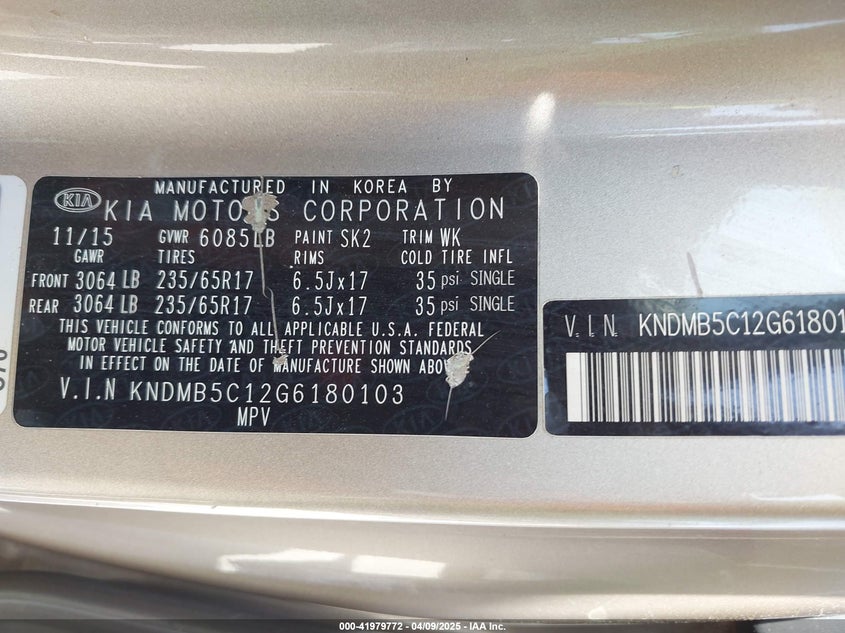 MANUFACTURED IN KOREA BY
KIA KIA MOTORS CORPORATION
11/15 GVWR 6085LB PAINT SK2 TRIM WK
GAWR TIRES RIMS COLD TIRE INFL
FRONT 3064 LB 235/65R17 6.5Jx17 35 psi SINGLE
REAR 3064 LB 235/65R17 6.5Jx17 35 psi SINGLE
THIS VEHICLE CONFORMS TO ALL APPLICABLE U.S.A. FEDERAL
MOTOR VEHICLE SAFETY AND THEFT PREVENTION STANDARDS
IN EFFECT ON THE DATE OF MANUFACTURE SHOWN ABOVE
V.I.N KNDMB5C12G6180103
MPV
V.I.N. KNDMB5C12G61801
000-41979772 - 04/09/2025 - IAA Inc.